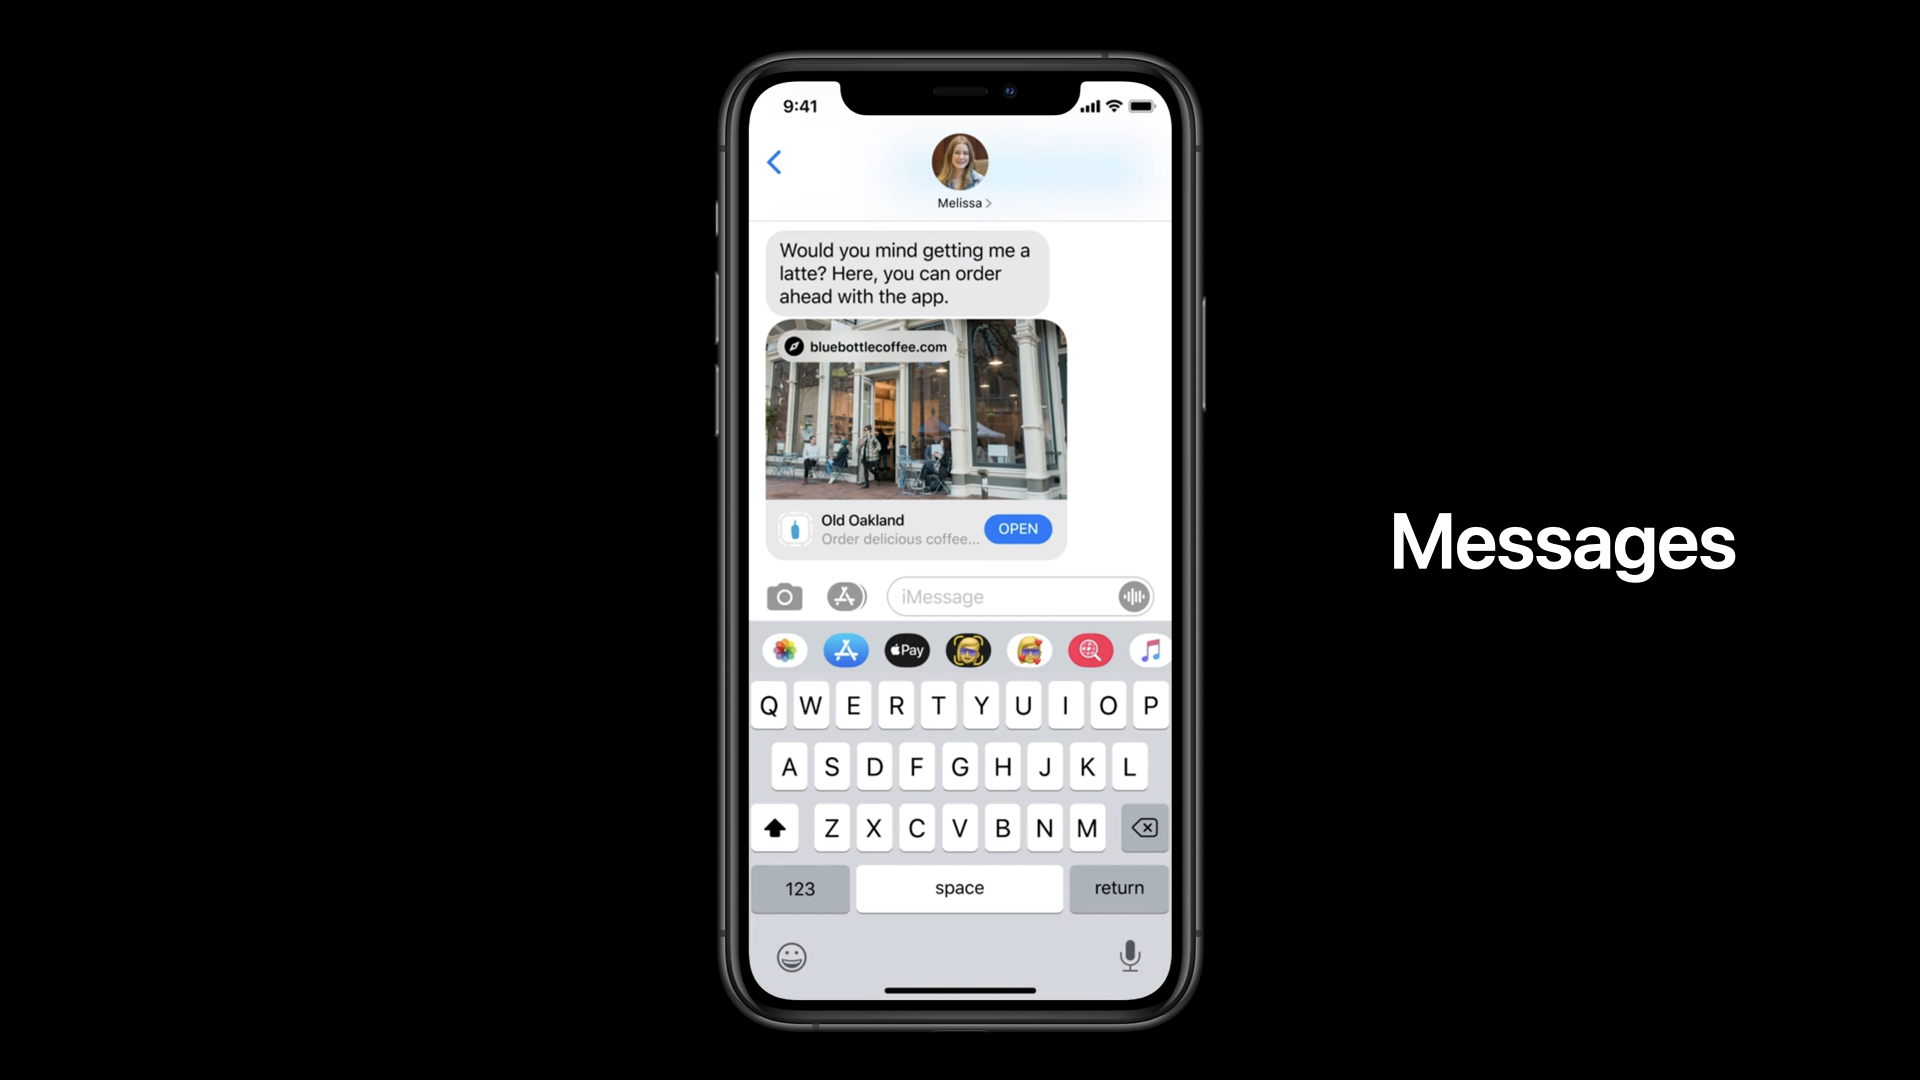 9:41
Melissa
Would you mind getting me a
latte? Here, you can order
ahead with the app.
bluebottlecoffee.com
Old Oakland
Order delicious coffee...
OPEN
iMessage
Pay
Q W E R T Y U I O P
A S D F G H J K L
Z X C V B N M
123 space return
Messages